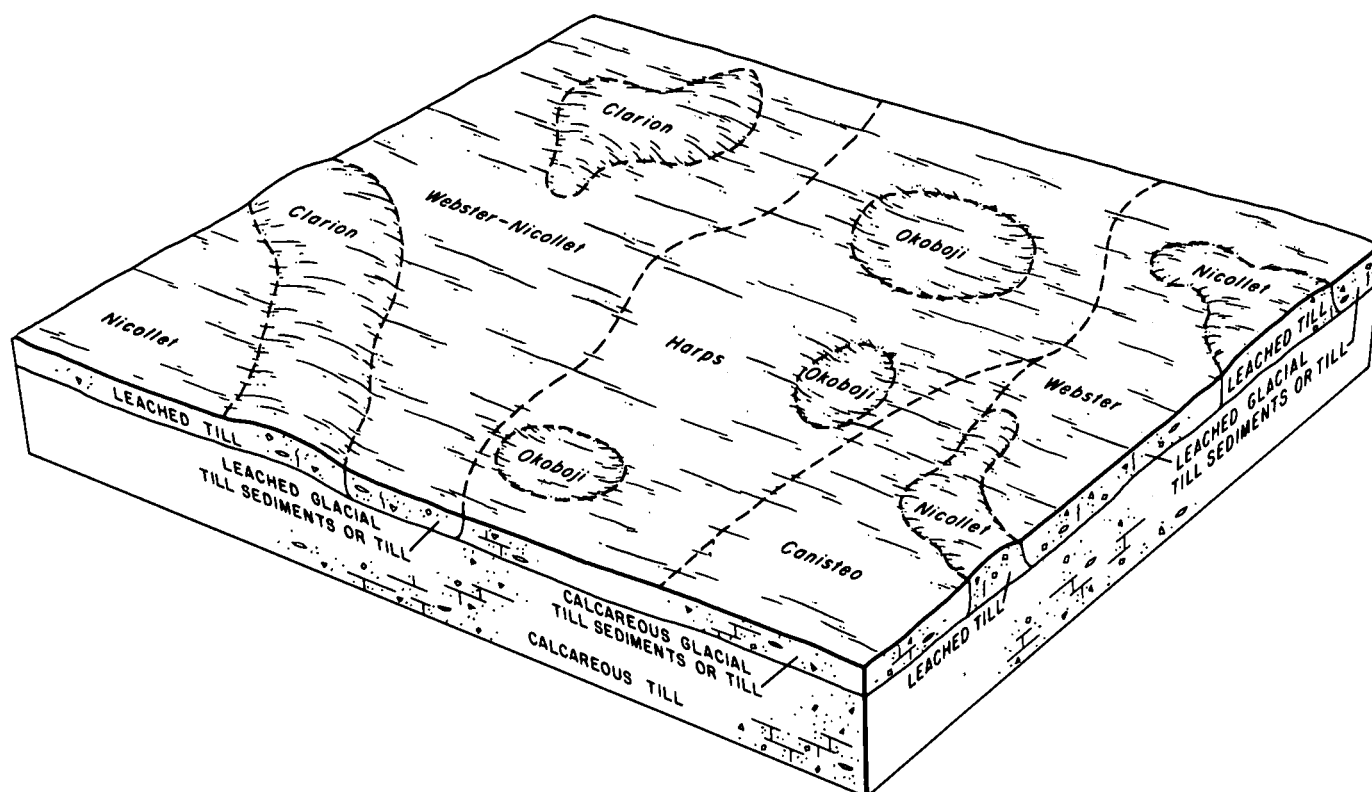 Clarion
Clarion
Webster-Nicollet
Okoboji
Nicollet
Nicollet
Harps
Okoboji
Webster
Okoboji
Nicollet
Canisteo
LEACHED TILL
LEACHED GLACIAL
TILL SEDIMENTS OR TILL
CALCAREOUS GLACIAL
TILL SEDIMENTS OR TILL
CALCAREOUS TILL
LEACHED TILL
LEACHED TILL
LEACHED GLACIAL
TILL SEDIMENTS OR TILL